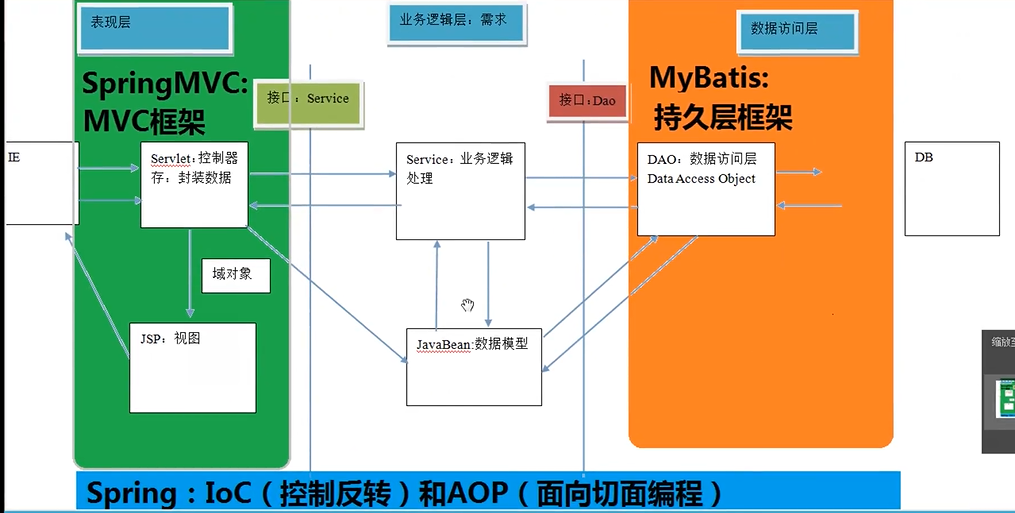 表现层
业务逻辑层：需求
数据访问层
SpringMVC:
MVC框架
接口：Service
接口:Dao
MyBatis:
持久层框架
IE
Servlet:控制器
存：封装数据
Service：业务逻辑
处理
DAO：数据访问层
Data Access Object
DB
域对象
JSP：视图
JavaBean:数据模型
缩放至
Spring：IoC（控制反转）和AOP（面向切面编程）